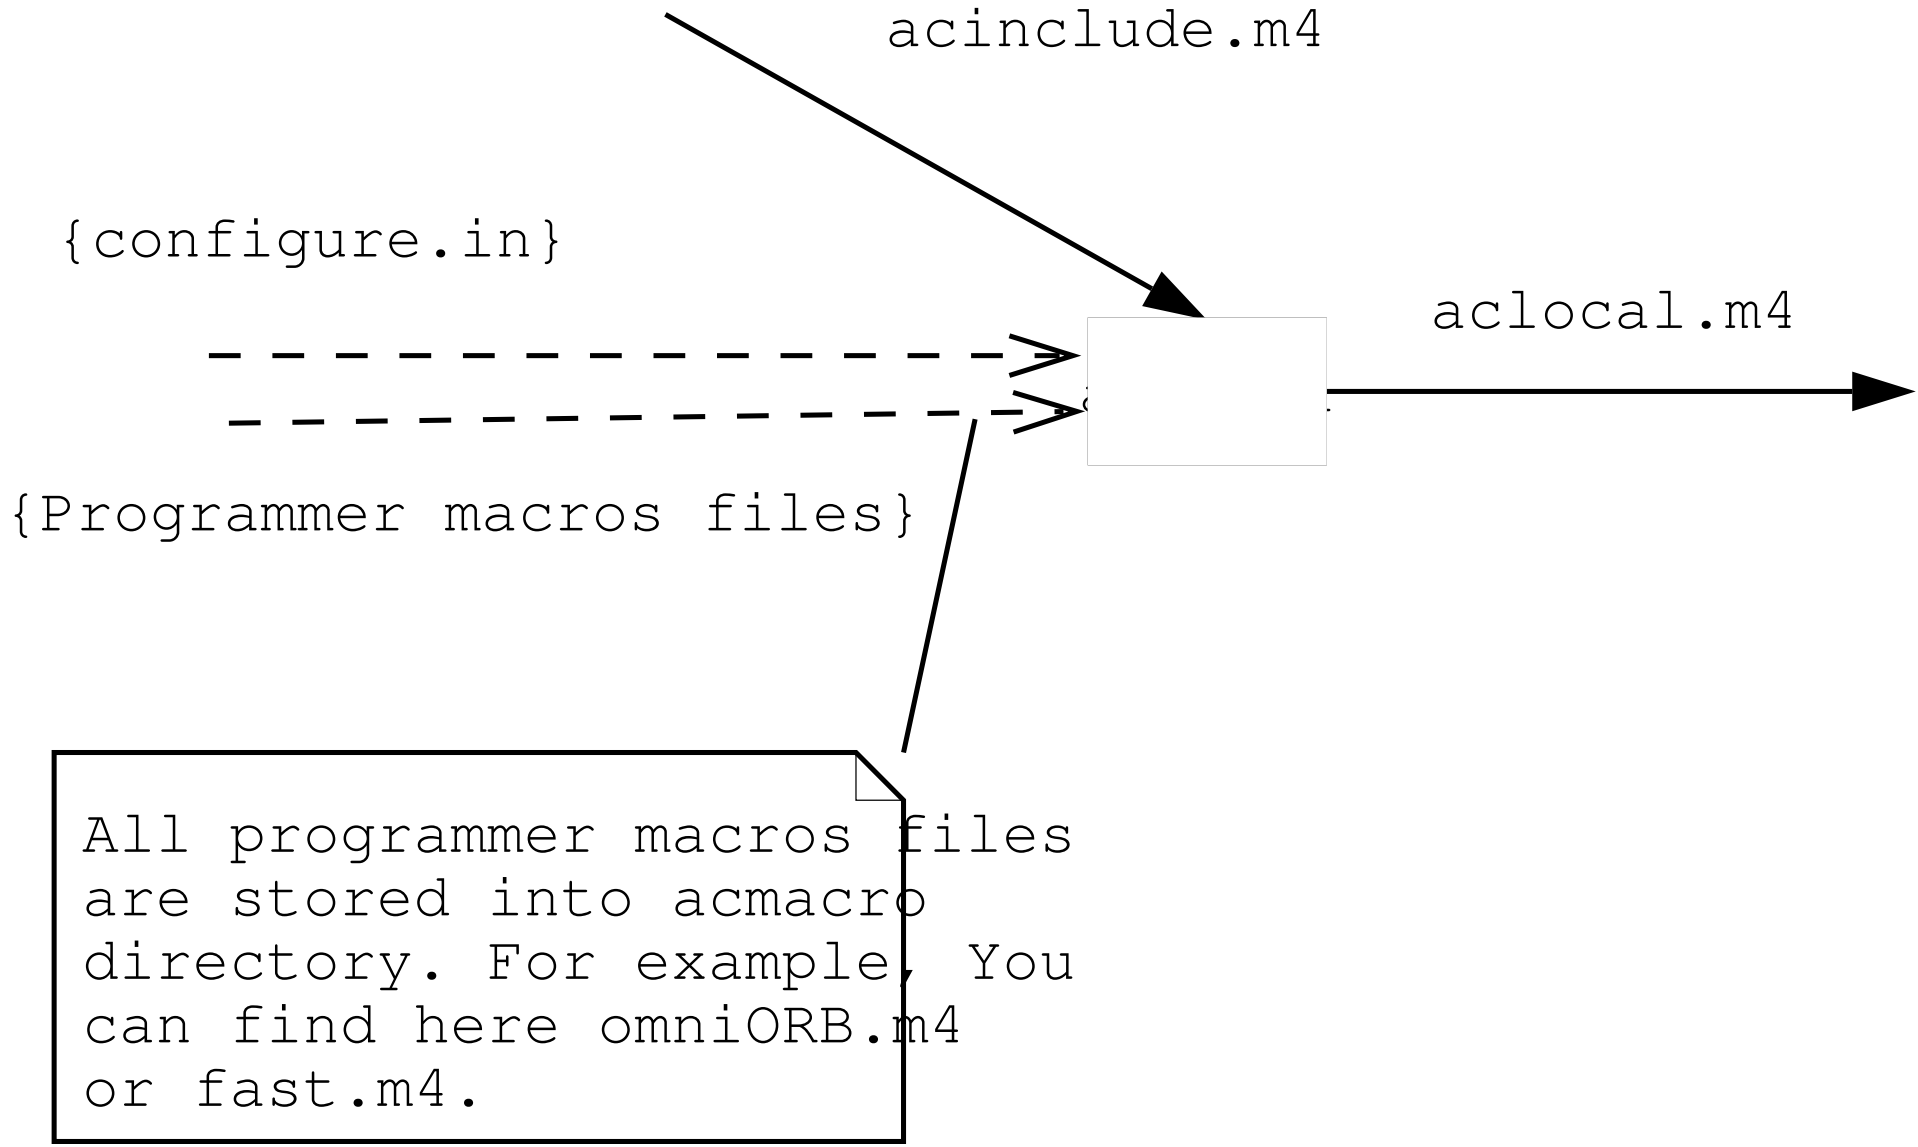 acinclude.m4
{configure.in}
aclocal.m4
{Programmer macros files}
All programmer macros files
are stored into acmacro
directory. For example, You
can find here omniORB.m4
or fast.m4.